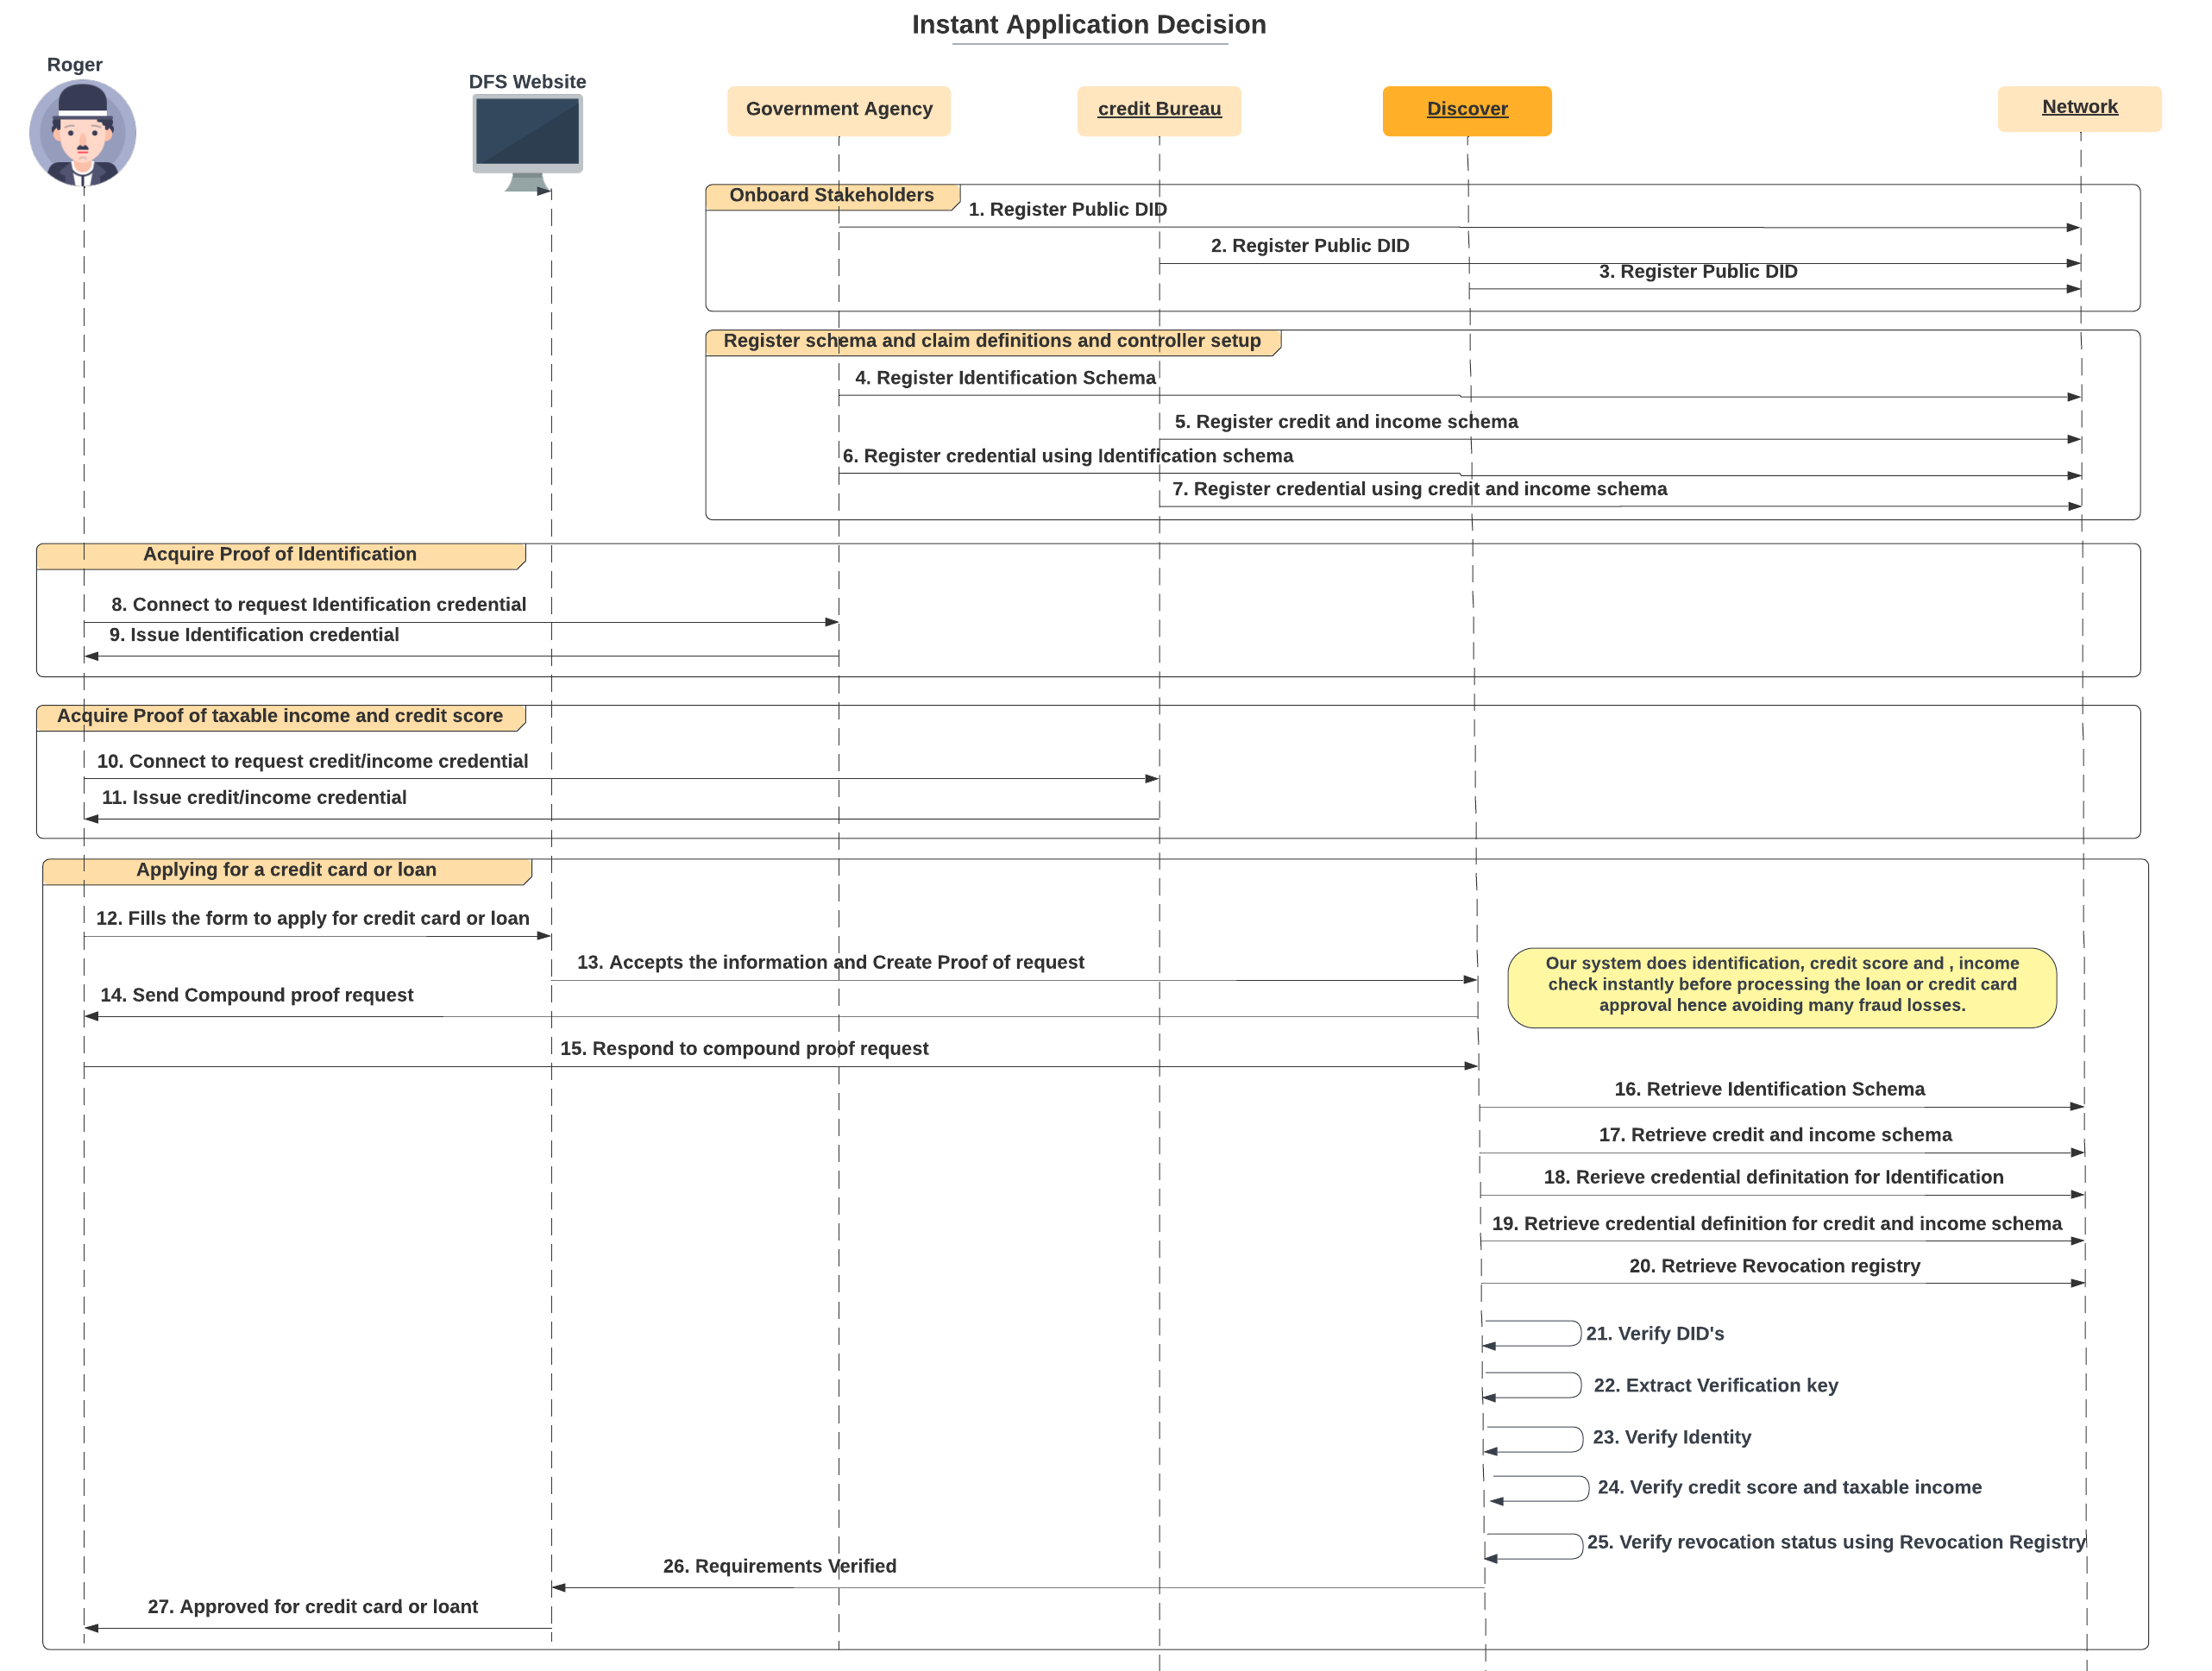 Instant Application Decision
Roger
DFS Website
Government Agency
credit Bureau
Discover
Network
Onboard Stakeholders
1. Register Public DID
2. Register Public DID
3. Register Public DID
Register schema and claim definitions and controller setup
4. Register Identification Schema
5. Register credit and income schema
6. Register credential using Identification schema
7. Register credential using credit and income schema
Acquire Proof of Identification
8. Connect to request Identification credential
9. Issue Identification credential
Acquire Proof of taxable income and credit score
10. Connect to request credit/income credential
11. Issue credit/income credential
Applying for a credit card or loan
12. Fills the form to apply for credit card or loan
13. Accepts the information and Create Proof of request
Our system does identification, credit score and , income
check instantly before processing the loan or credit card
approval hence avoiding many fraud losses.
14. Send Compound proof request
15. Respond to compound proof request
16. Retrieve Identification Schema
17. Retrieve credit and income schema
18. Rerieve credential definitation for Identification
19. Retrieve credential definition for credit and income schema
20. Retrieve Revocation registry
21. Verify DID's
22. Extract Verification key
23. Verify Identity
24. Verify credit score and taxable income
25. Verify revocation status using Revocation Registry
26. Requirements Verified
27. Approved for credit card or loant